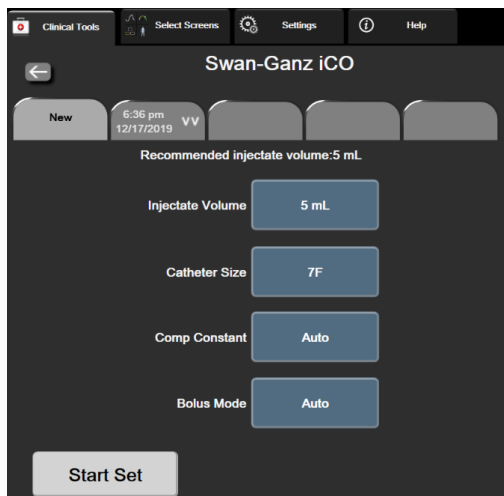 Clinical Tools Select Screens Settings Help
Swan-Ganz iCO
New 6:36 pm
12/17/2019
Recommended injectate volume:5 mL
Injectate Volume 5 mL
Catheter Size 7F
Comp Constant Auto
Bolus Mode Auto
Start Set